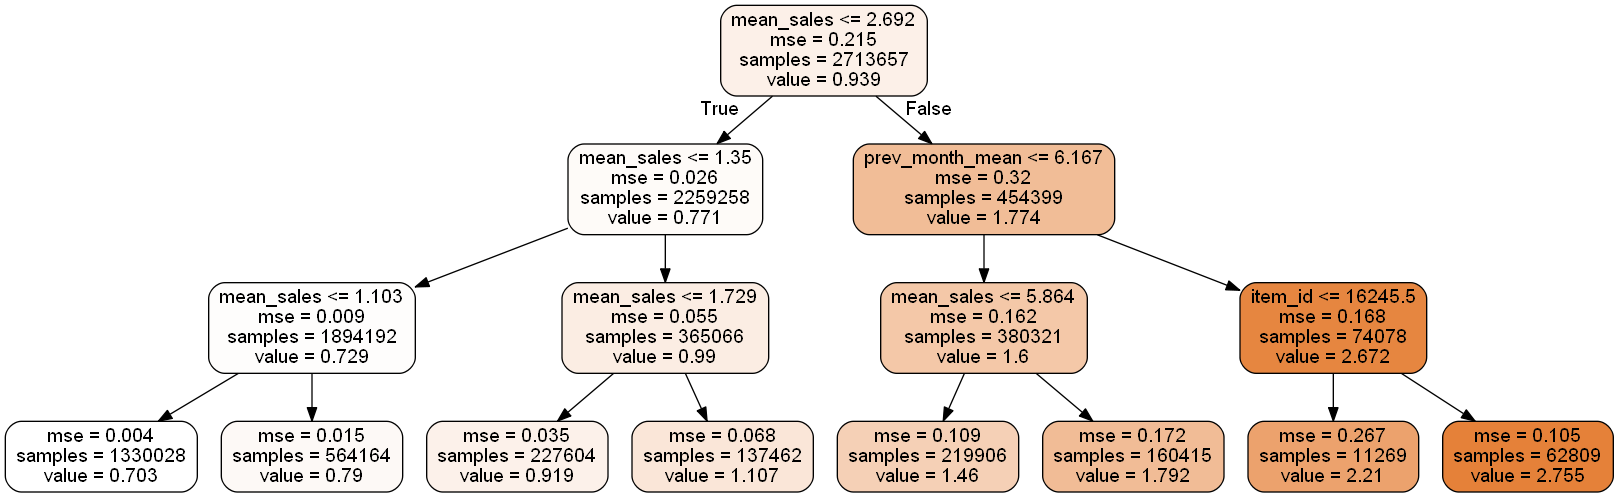 mean_sales <= 2.692
mse = 0.215
samples = 2713657
value = 0.939
True
False
mean_sales <= 1.35
mse = 0.026
samples = 2259258
value = 0.771
prev_month_mean <= 6.167
mse = 0.32
samples = 454399
value = 1.774
mean_sales <= 1.103
mse = 0.009
samples = 1894192
value = 0.729
mean_sales <= 1.729
mse = 0.055
samples = 365066
value = 0.99
mean_sales <= 5.864
mse = 0.162
samples = 380321
value = 1.6
item_id <= 16245.5
mse = 0.168
samples = 74078
value = 2.672
mse = 0.004
samples = 1330028
value = 0.703
mse = 0.015
samples = 564164
value = 0.79
mse = 0.035
samples = 227604
value = 0.919
mse = 0.068
samples = 137462
value = 1.107
mse = 0.109
samples = 219906
value = 1.46
mse = 0.172
samples = 160415
value = 1.792
mse = 0.267
samples = 11269
value = 2.21
mse = 0.105
samples = 62809
value = 2.755